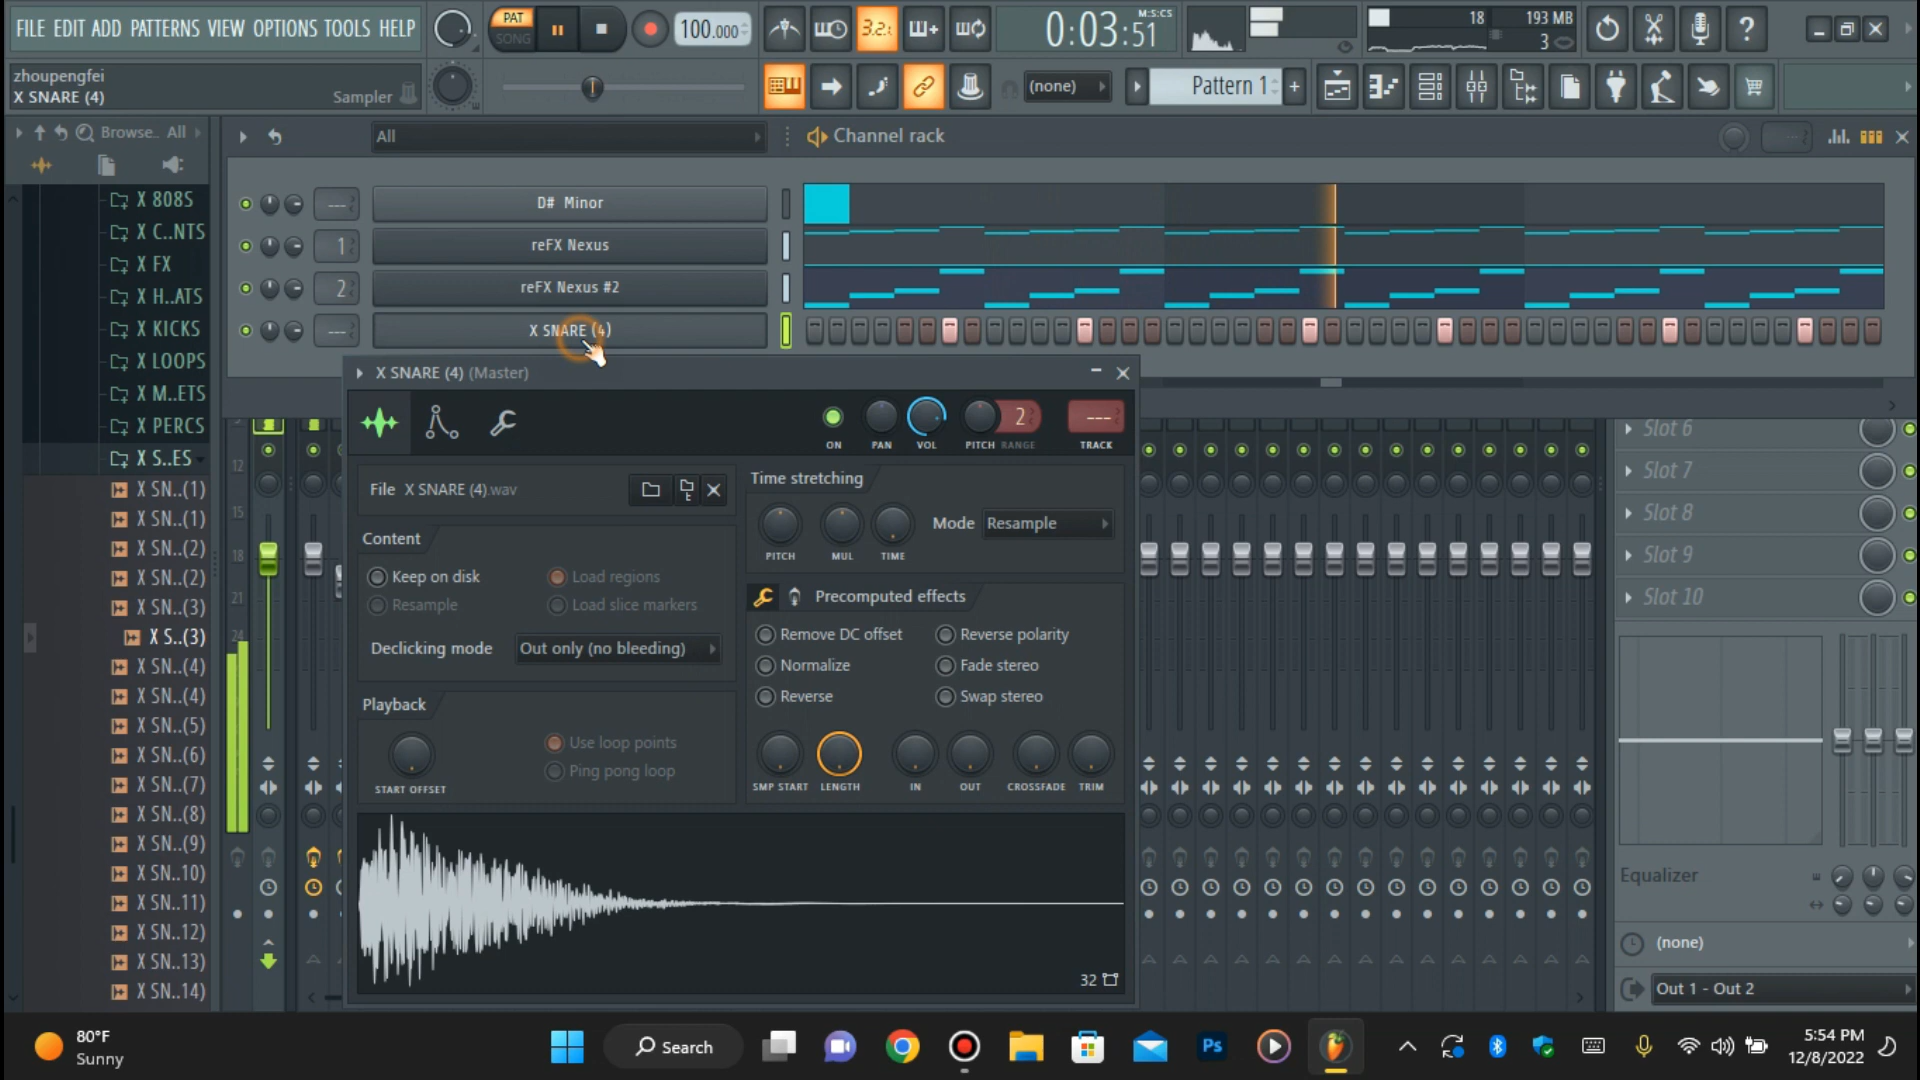 FILE EDIT ADD PATTERNS VIEW OPTIONS TOOLS HELP
PAT
SONG
100.000
3.2.
0:03:51
M:S:CS
18
193 MB
3
zhoupengfei
X SNARE (4)
Sampler
(none)
Pattern 1
Browse.. All
All
Channel rack
X 808S
X C..NTS
X FX
X H..ATS
X KICKS
X LOOPS
X M..ETS
X PERCS
X S..ES
X SN..(1)
X SN..(1)
X SN..(2)
X SN..(2)
X SN..(3)
X S..(3)
X SN..(4)
X SN..(4)
X SN..(5)
X SN..(6)
X SN..(7)
X SN..(8)
X SN..(9)
X SN..10)
X SN..11)
X SN..12)
X SN..13)
X SN..14)
D# Minor
1
reFX Nexus
2
reFX Nexus #2
X SNARE (4)
X SNARE (4) (Master)
ON
PAN
VOL
PITCH RANGE
2
TRACK
File X SNARE (4).wav
Content
Keep on disk
Resample
Load regions
Load slice markers
Declicking mode
Out only (no bleeding)
Playback
START OFFSET
Use loop points
Ping pong loop
Time stretching
PITCH
MUL
TIME
Mode
Resample
Precomputed effects
Remove DC offset
Normalize
Reverse
Reverse polarity
Fade stereo
Swap stereo
SMP START
LENGTH
IN
OUT
CROSSFADE
TRIM
32
12
15
18
21
24
Slot 6
Slot 7
Slot 8
Slot 9
Slot 10
Equalizer
(none)
Out 1 - Out 2
80°F
Sunny
Search
Ps
5:54 PM
12/8/2022